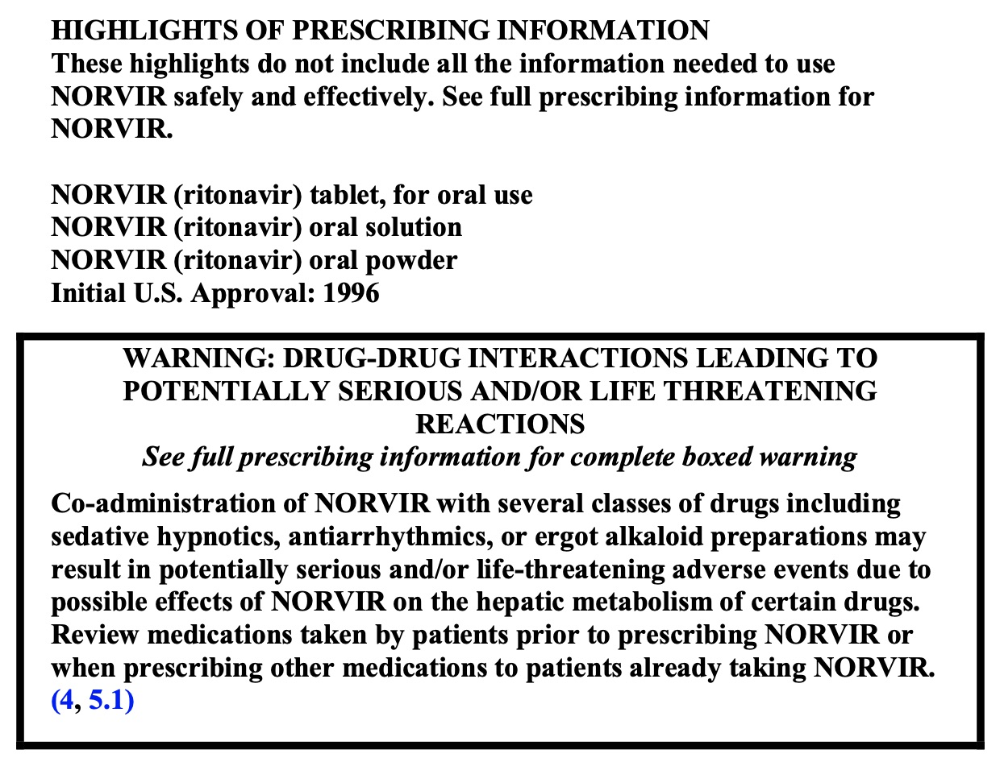 HIGHLIGHTS OF PRESCRIBING INFORMATION
These highlights do not include all the information needed to use
NORVIR safely and effectively. See full prescribing information for
NORVIR.
NORVIR (ritonavir) tablet, for oral use
NORVIR (ritonavir) oral solution
NORVIR (ritonavir) oral powder
Initial U.S. Approval: 1996
WARNING: DRUG-DRUG INTERACTIONS LEADING TO
POTENTIALLY SERIOUS AND/OR LIFE THREATENING
REACTIONS
See full prescribing information for complete boxed warning
Co-administration of NORVIR with several classes of drugs including
sedative hypnotics, antiarrhythmics, or ergot alkaloid preparations may
result in potentially serious and/or life-threatening adverse events due to
possible effects of NORVIR on the hepatic metabolism of certain drugs.
Review medications taken by patients prior to prescribing NORVIR or
when prescribing other medications to patients already taking NORVIR.
(4, 5.1)